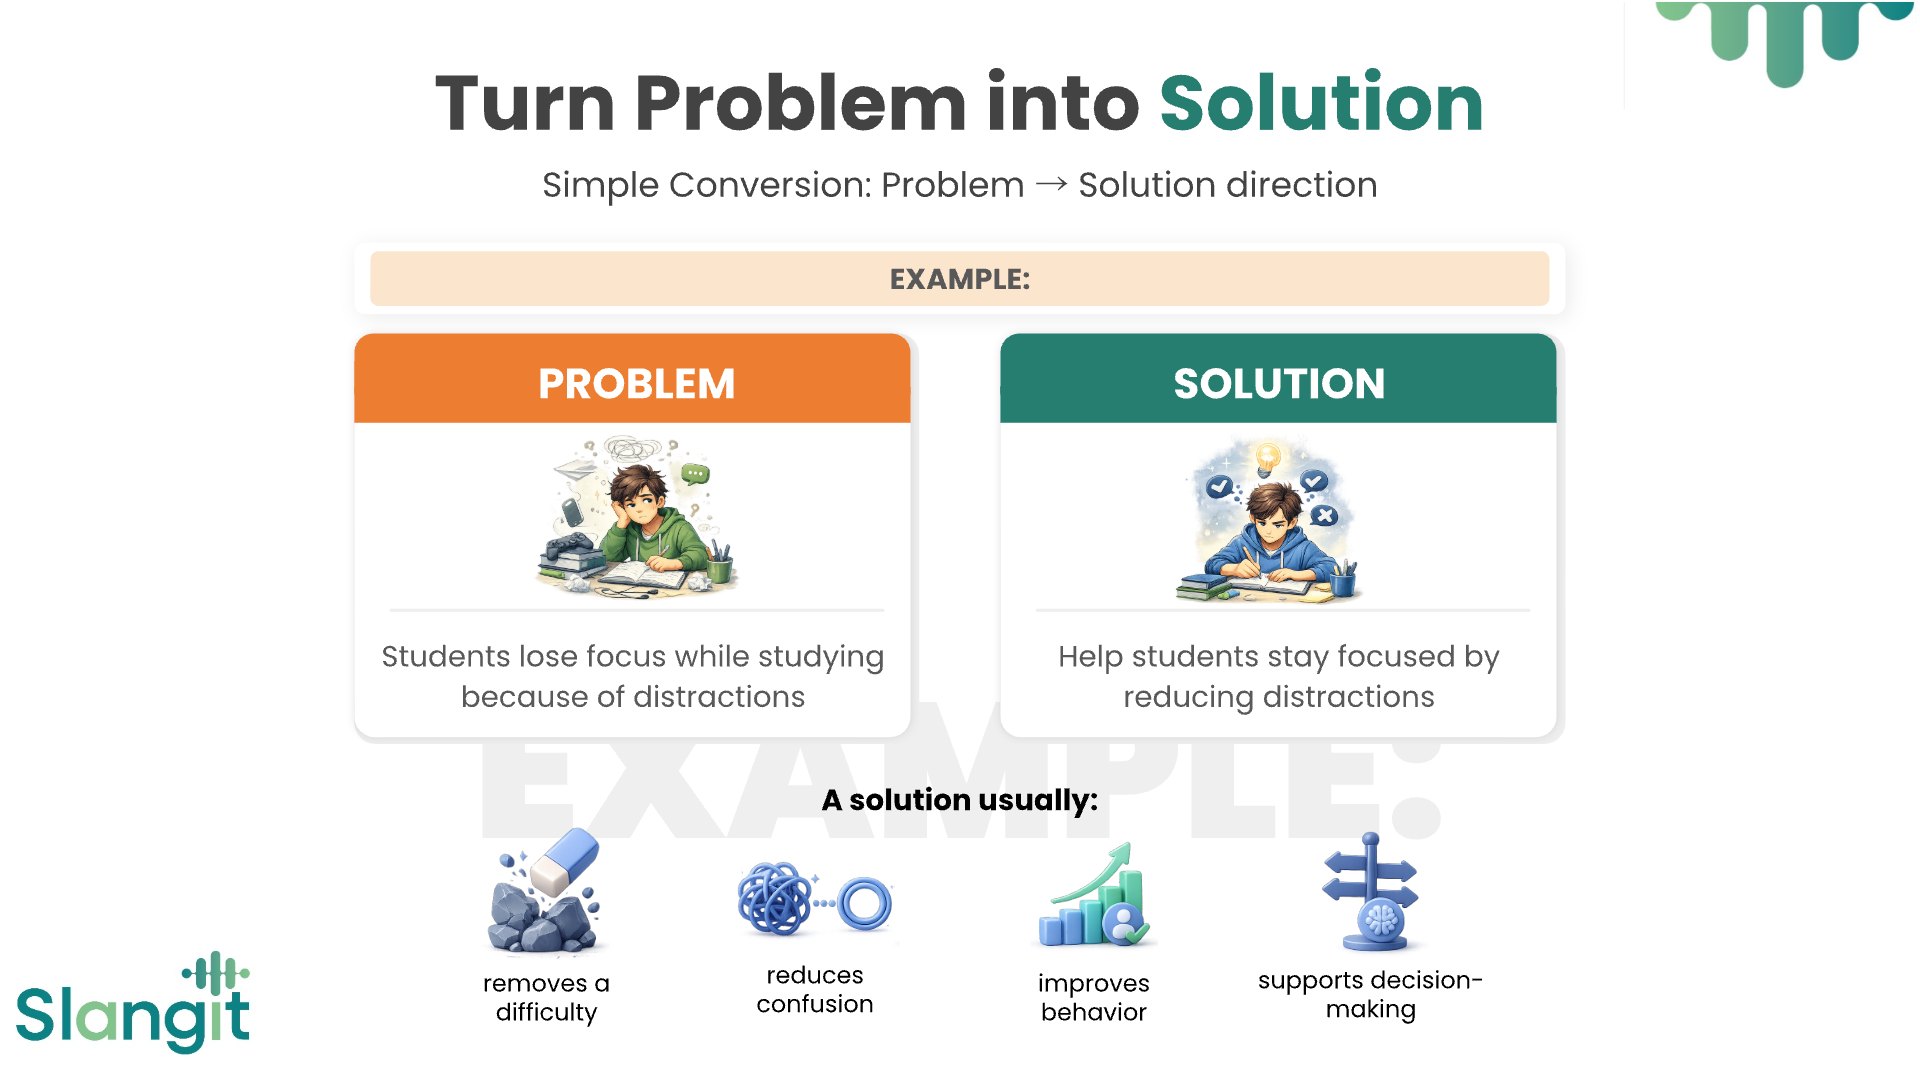 Turn Problem into Solution
Simple Conversion: Problem → Solution direction
EXAMPLE:
PROBLEM
Students lose focus while studying
because of distractions
SOLUTION
Help students stay focused by
reducing distractions
EXAMPLE:
A solution usually:
removes a
difficulty
reduces
confusion
improves
behavior
supports decision-
making
Slangit